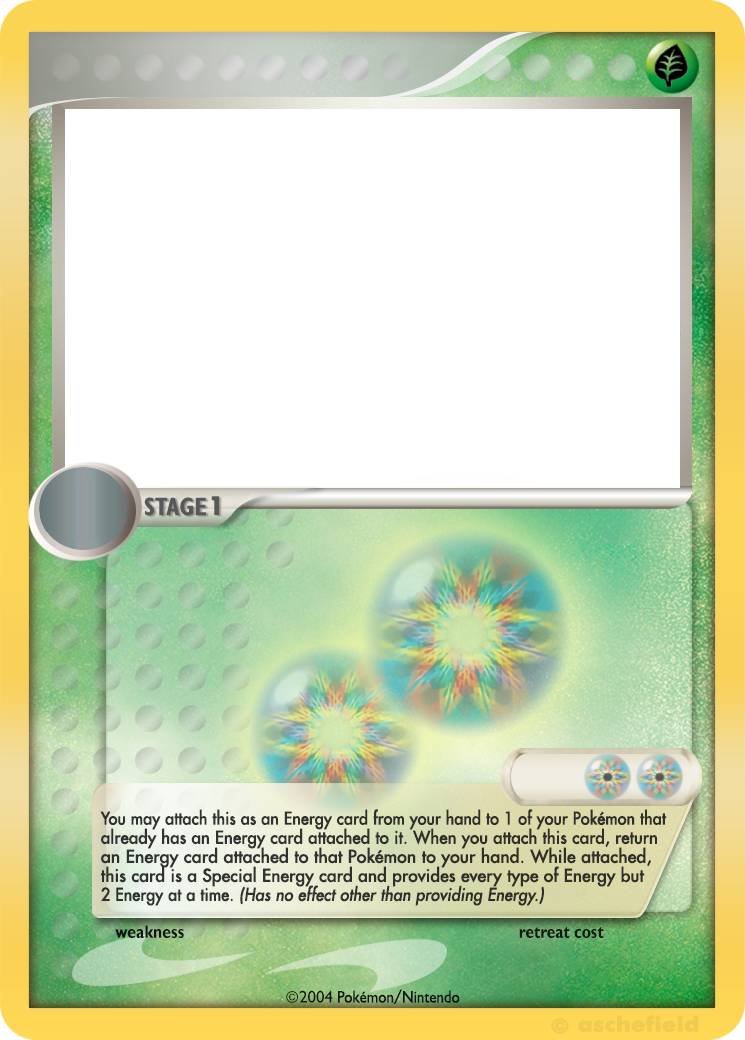 STAGE 1
You may attach this as an Energy card from your hand to 1 of your Pokémon that
already has an Energy card attached to it. When you attach this card, return
an Energy card attached to that Pokémon to your hand. While attached,
this card is a Special Energy card and provides every type of Energy but
2 Energy at a time. (Has no effect other than providing Energy.)
weakness retreat cost
©2004 Pokémon/Nintendo
© aschefield